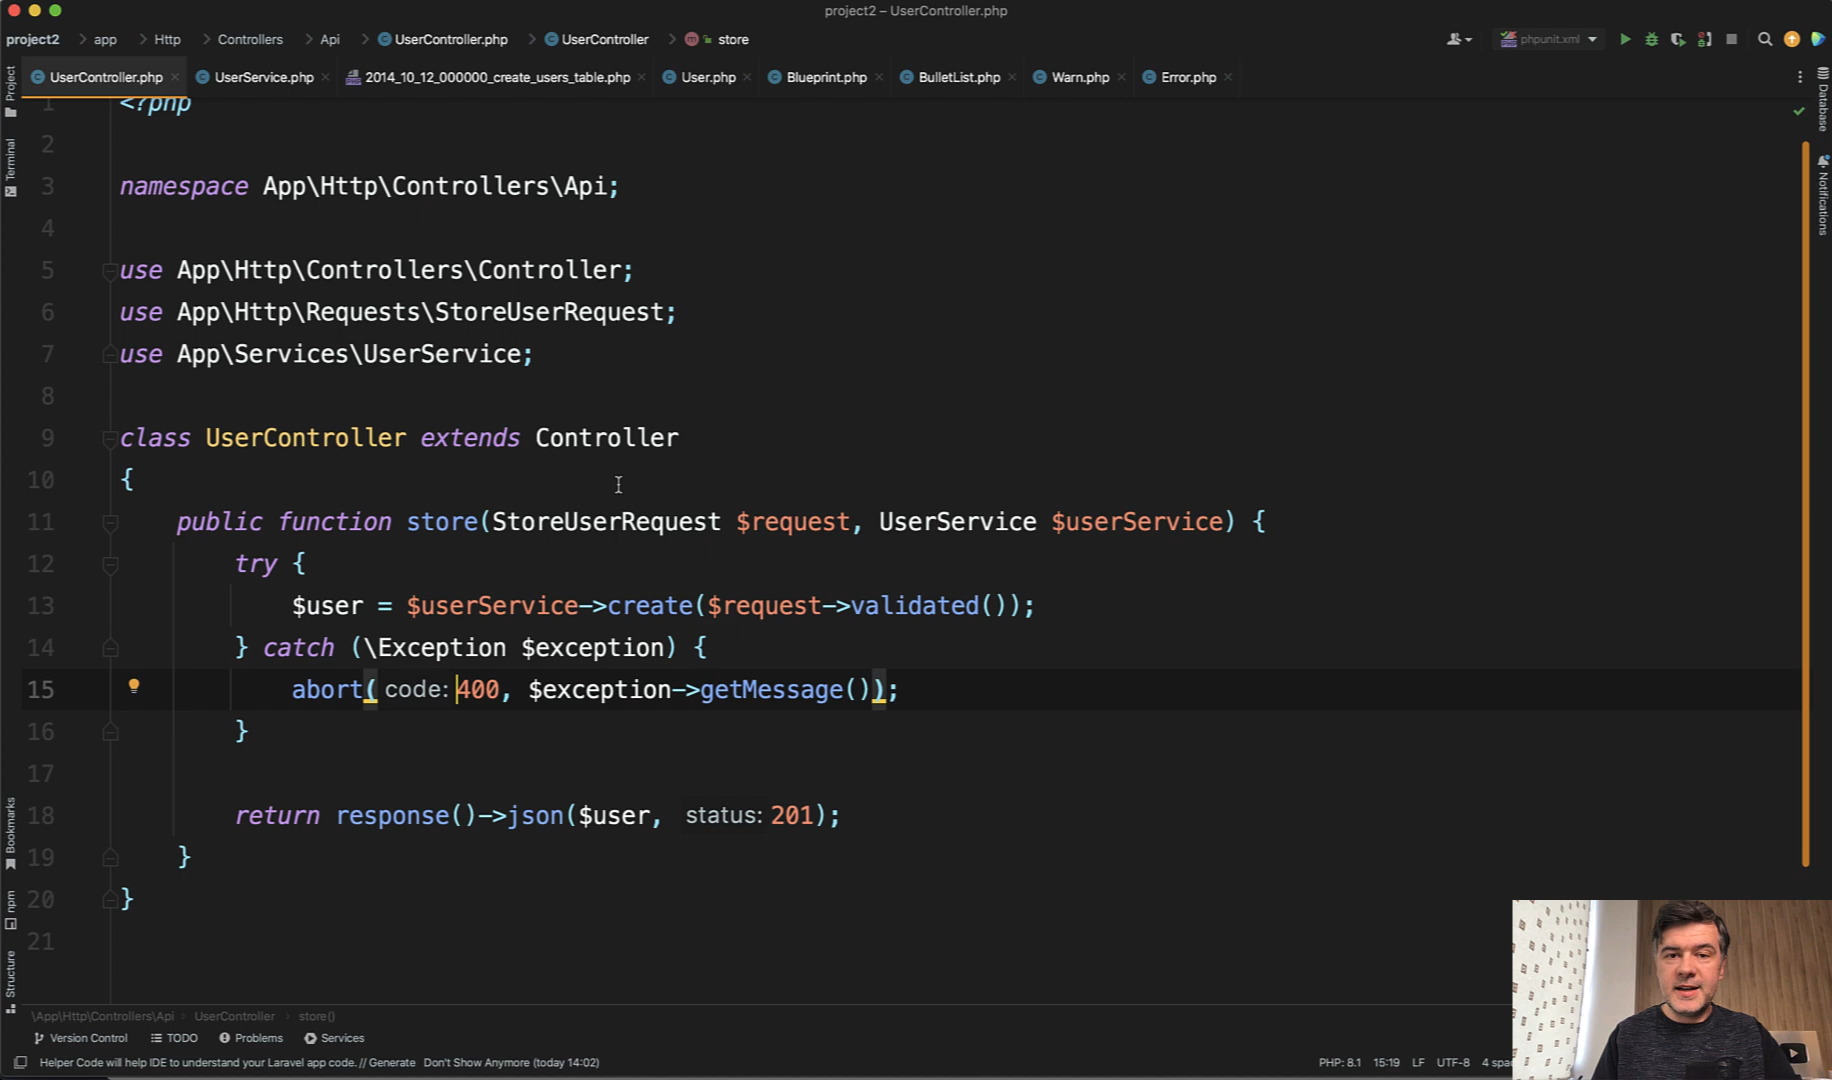 project2 – UserController.php
project2 app Http Controllers Api UserController.php UserController store
phpunit.xml
UserController.php UserService.php 2014_10_12_000000_create_users_table.php User.php Blueprint.php BulletList.php Warn.php Error.php
Project
Terminal
Bookmarks
npm
Structure
Database
Notifications
1 <?php
2
3 namespace App\Http\Controllers\Api;
4
5 use App\Http\Controllers\Controller;
6 use App\Http\Requests\StoreUserRequest;
7 use App\Services\UserService;
8
9 class UserController extends Controller
10 {
11 public function store(StoreUserRequest $request, UserService $userService) {
12 try {
13 $user = $userService->create($request->validated());
14 } catch (\Exception $exception) {
15 abort( code: 400, $exception->getMessage());
16 }
17
18 return response()->json($user, status: 201);
19 }
20 }
21
\App\Http\Controllers\Api UserController store()
Version Control TODO Problems Services
Helper Code will help IDE to understand your Laravel app code. // Generate Don't Show Anymore (today 14:02) PHP: 8.1 15:19 LF UTF-8 4